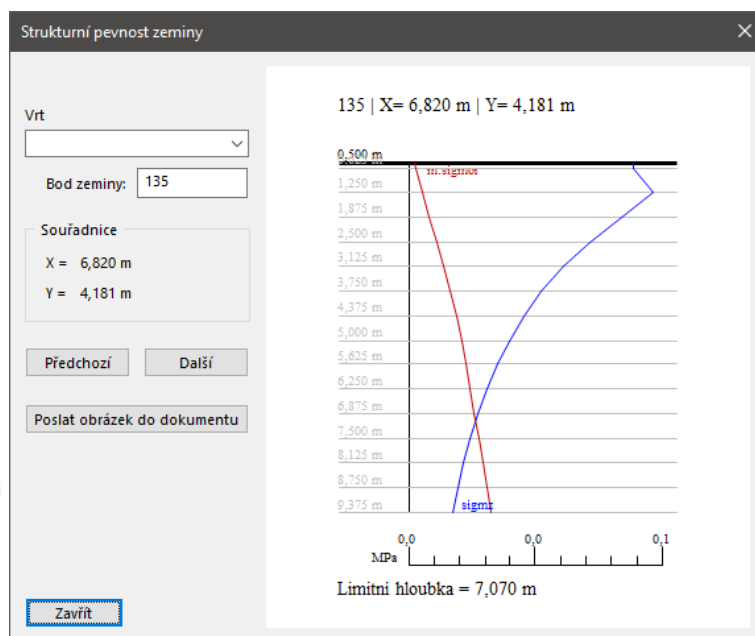 Strukturní pevnost zeminy
Vrt
Bod zeminy: 135
Souřadnice
X = 6,820 m
Y = 4,181 m
Předchozí Další
Poslat obrázek do dokumentu
Zavřít
135 | X= 6,820 m | Y= 4,181 m
0,500 m
1,250 m
1,875 m
2,500 m
3,125 m
3,750 m
4,375 m
5,000 m
5,625 m
6,250 m
6,875 m
7,500 m
8,125 m
8,750 m
9,375 m
sigmz
0,0 0,0 0,1
MPa
Limitni hloubka = 7,070 m